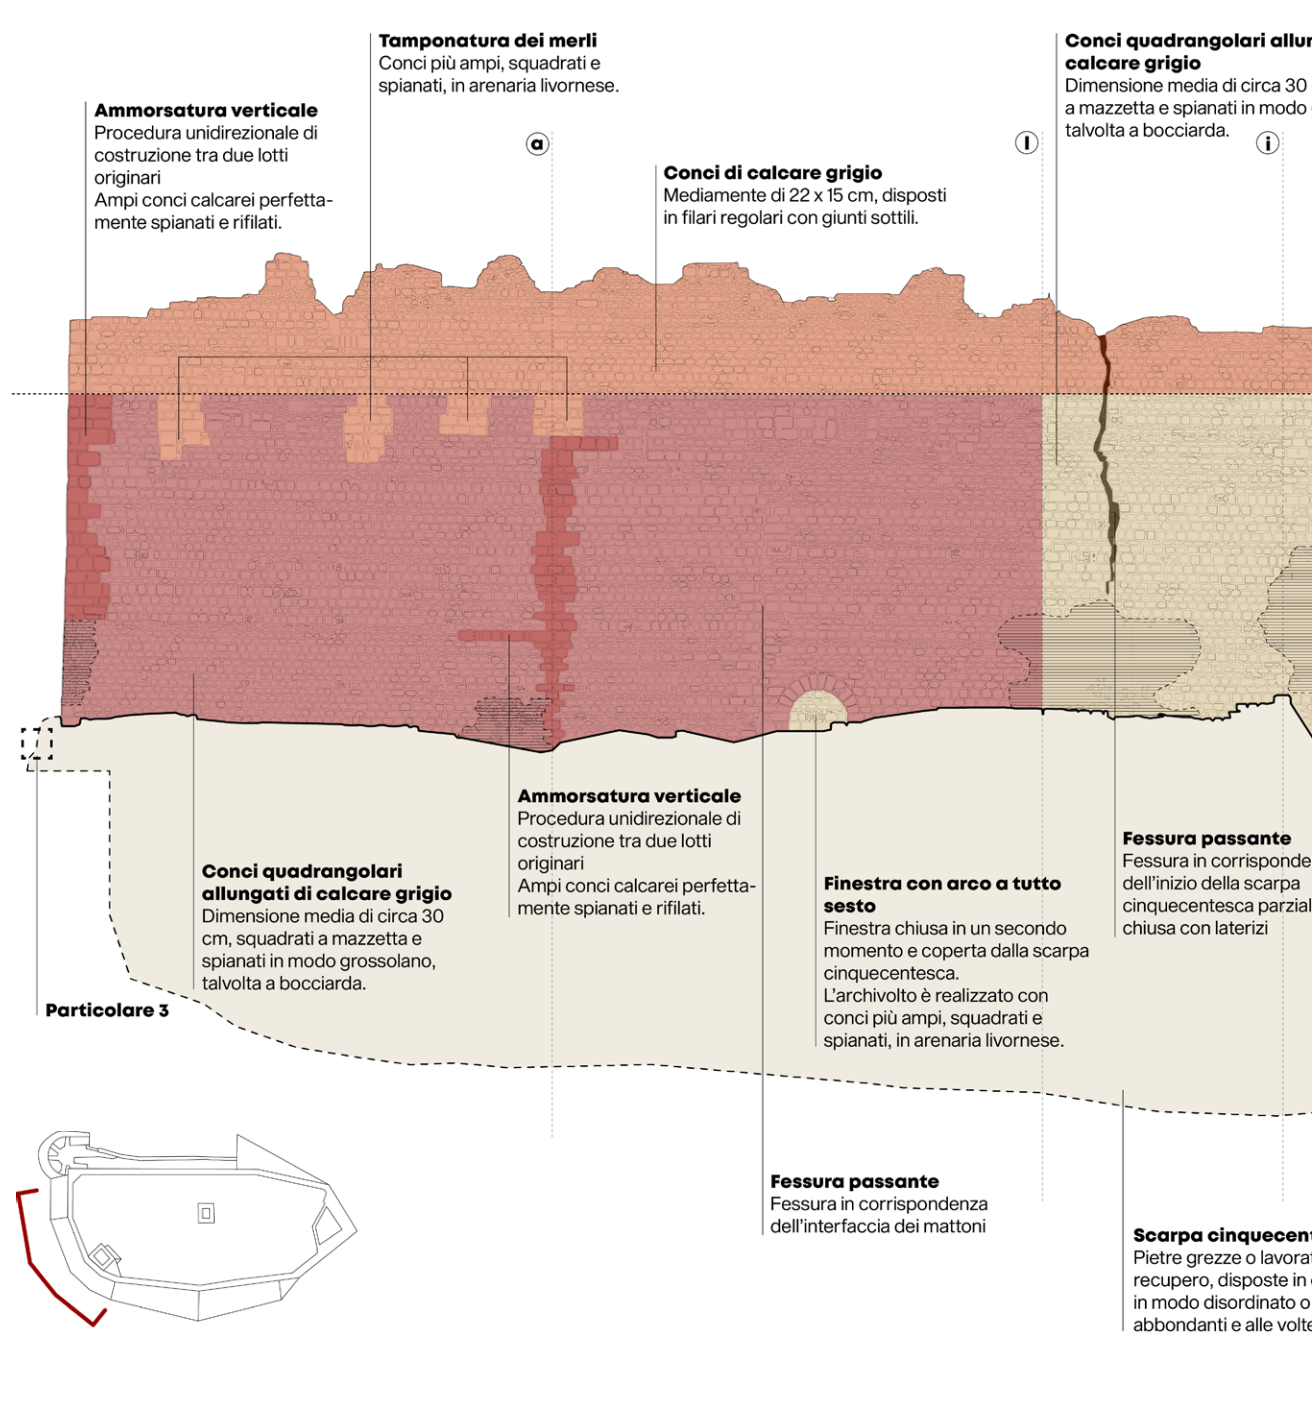 Tamponatura dei merli
Conci più ampi, squadrati e
spianati, in arenaria livornese.
Conci quadrangolari allun
calcare grigio
Dimensione media di circa 30
a mazzetta e spianati in modo
talvolta a bocciarda.
Ammorsatura verticale
Procedura unidirezionale di
costruzione tra due lotti
originari
Ampi conci calcarei perfetta-
mente spianati e rifilati.
a
l
i
Conci di calcare grigio
Mediamente di 22 x 15 cm, disposti
in filari regolari con giunti sottili.
Ammorsatura verticale
Procedura unidirezionale di
costruzione tra due lotti
originari
Ampi conci calcarei perfetta-
mente spianati e rifilati.
Fessura passante
Fessura in corrisponde
dell'inizio della scarpa
cinquecentesca parzial
chiusa con laterizi
Conci quadrangolari
allungati di calcare grigio
Dimensione media di circa 30
cm, squadrati a mazzetta e
spianati in modo grossolano,
talvolta a bocciarda.
Finestra con arco a tutto
sesto
Finestra chiusa in un secondo
momento e coperta dalla scarpa
cinquecentesca.
L'archivolto è realizzato con
conci più ampi, squadrati e
spianati, in arenaria livornese.
Particolare 3
Fessura passante
Fessura in corrispondenza
dell'interfaccia dei mattoni
Scarpa cinquecent
Pietre grezze o lavorat
recupero, disposte in
in modo disordinato o
abbondanti e alle volte